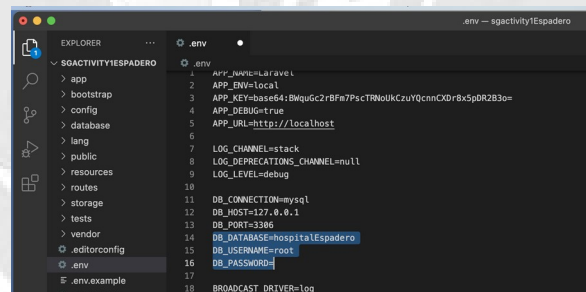 .env — sgactivity1Espadero
EXPLORER ...
.env
SGACTIVITY1ESPADERO
.env
app
bootstrap
config
database
lang
public
resources
routes
storage
tests
vendor
.editorconfig
.env
.env.example
1
1 APP_NAME=Laravel
2 APP_ENV=local
3 APP_KEY=base64:BWquGc2rBFm7PscTRNoUkCzuYQcnnCXDr8x5pDR2B3o=
4 APP_DEBUG=true
5 APP_URL=http://localhost
6
7 LOG_CHANNEL=stack
8 LOG_DEPRECATIONS_CHANNEL=null
9 LOG_LEVEL=debug
10
11 DB_CONNECTION=mysql
12 DB_HOST=127.0.0.1
13 DB_PORT=3306
14 DB_DATABASE=hospitalEspadero
15 DB_USERNAME=root
16 DB_PASSWORD=
17
18 BROADCAST_DRIVER=log